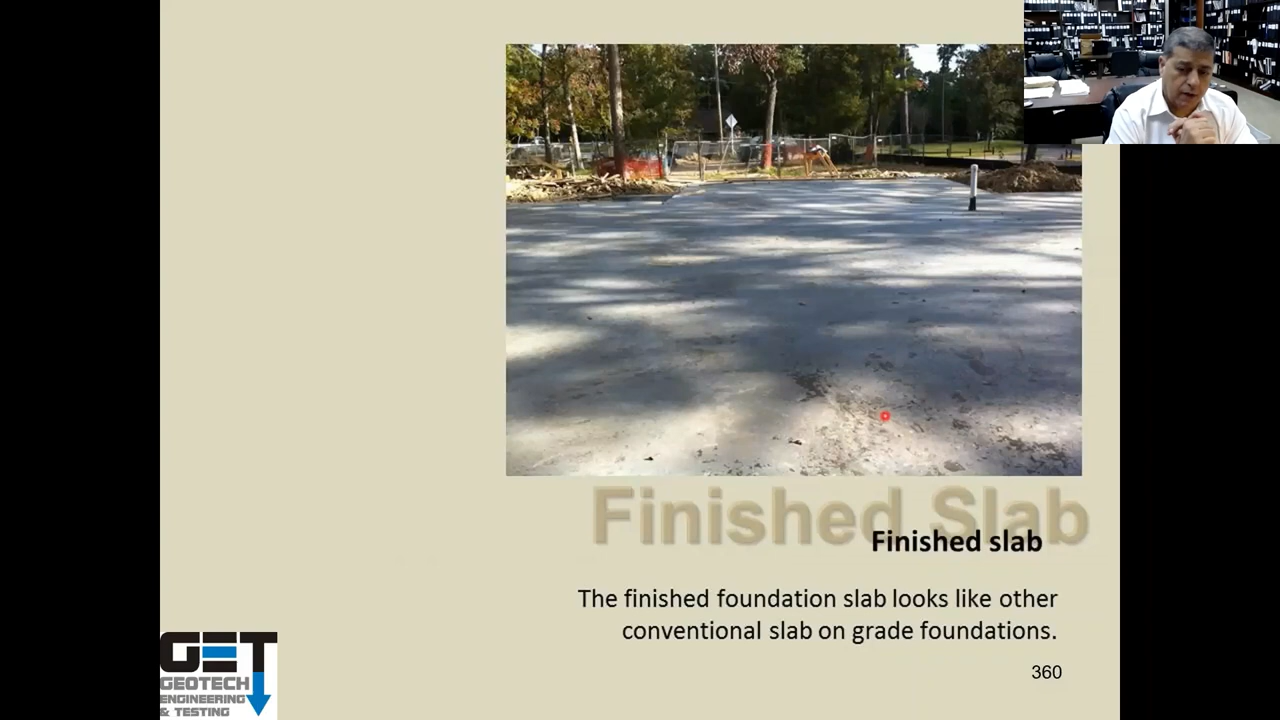 Finished Slab
Finished slab
The finished foundation slab looks like other
conventional slab on grade foundations.
360
GET
GEOTECH
ENGINEERING
& TESTING